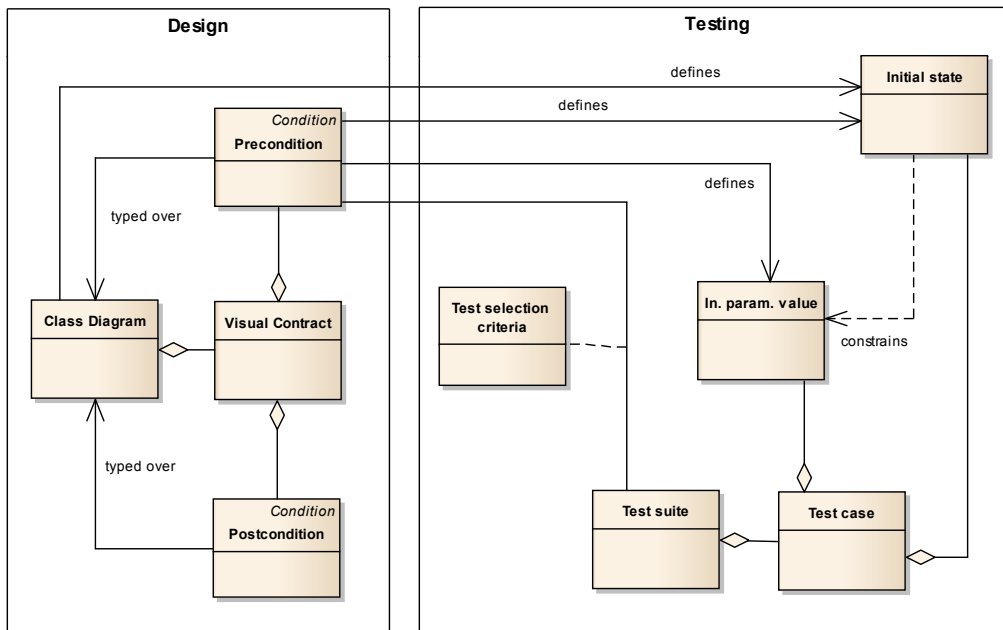 Design
Testing
defines
Initial state
defines
Condition
Precondition
defines
typed over
Class Diagram
Visual Contract
Test selection
criteria
In. param. value
constrains
typed over
Condition
Postcondition
Test suite
Test case